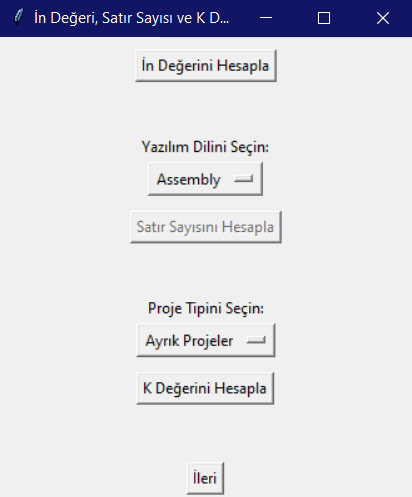 İn Değeri, Satır Sayısı ve K D...
İn Değerini Hesapla
Yazılım Dilini Seçin:
Assembly
Satır Sayısını Hesapla
Proje Tipini Seçin:
Ayrık Projeler
K Değerini Hesapla
İleri